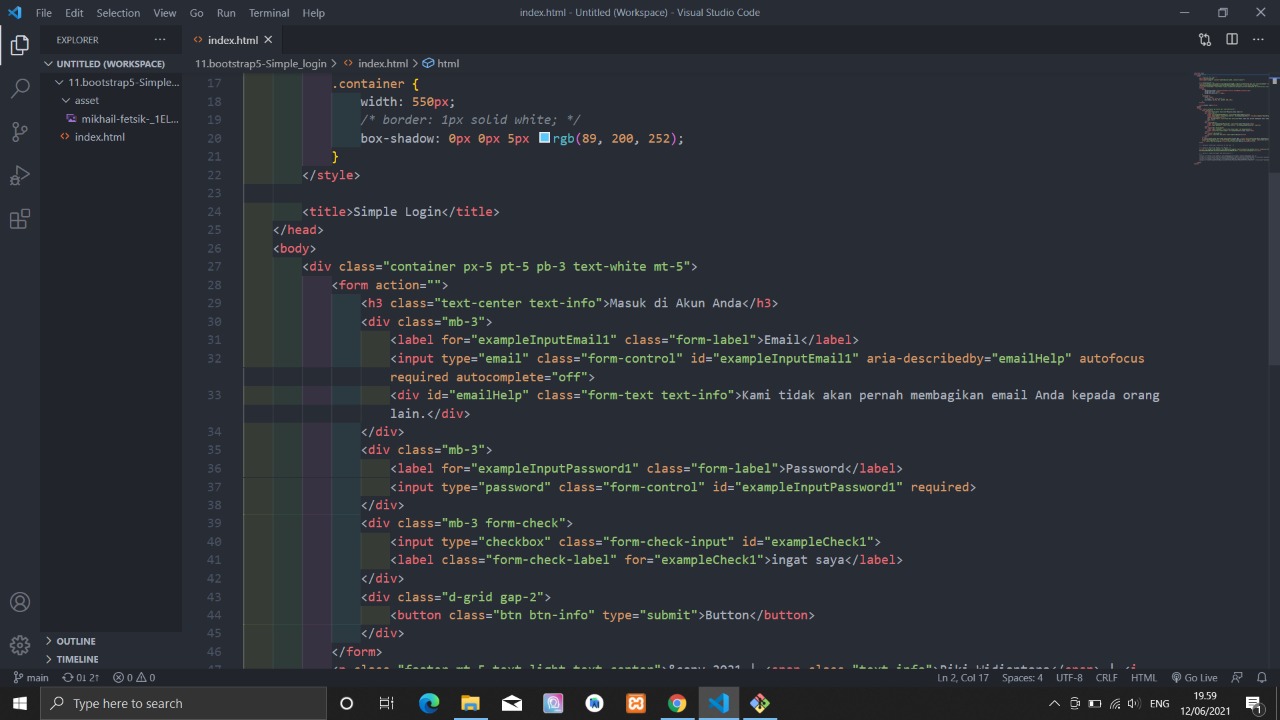 File Edit Selection View Go Run Terminal Help
index.html - Untitled (Workspace) - Visual Studio Code
EXPLORER ···
index.html
UNTITLED (WORKSPACE)
11.bootstrap5-Simple...
asset
mikhail-fetsik-_1EL...
index.html
OUTLINE
TIMELINE
11.bootstrap5-Simple_login > index.html > html
17 .container {
18 width: 550px;
19 /* border: 1px solid white; */
20 box-shadow: 0px 0px rgb(89, 200, 252);
21 }
22 </style>
23
24 <title>Simple Login</title>
25 </head>
26 <body>
27 <div class="container px-5 pt-5 pb-3 text-white mt-5">
28 <form action="">
29 <h3 class="text-center text-info">Masuk di Akun Anda</h3>
30 <div class="mb-3">
31 <label for="exampleInputEmail1" class="form-label">Email</label>
32 <input type="email" class="form-control" id="exampleInputEmail1" aria-describedby="emailHelp" autofocus
required autocomplete="off">
33 <div id="emailHelp" class="form-text text-info">Kami tidak akan pernah membagikan email Anda kepada orang
lain.</div>
34 </div>
35 <div class="mb-3">
36 <label for="exampleInputPassword1" class="form-label">Password</label>
37 <input type="password" class="form-control" id="exampleInputPassword1" required>
38 </div>
39 <div class="mb-3 form-check">
40 <input type="checkbox" class="form-check-input" id="exampleCheck1">
41 <label class="form-check-label" for="exampleCheck1">ingat saya</label>
42 </div>
43 <div class="d-grid gap-2">
44 <button class="btn btn-info" type="submit">Button</button>
45 </div>
46 </form>
main 0↓ 2↑ 0 0
Ln 2, Col 17 Spaces: 4 UTF-8 CRLF HTML Go Live
Type here to search
ENG
19.59
12/06/2021
1